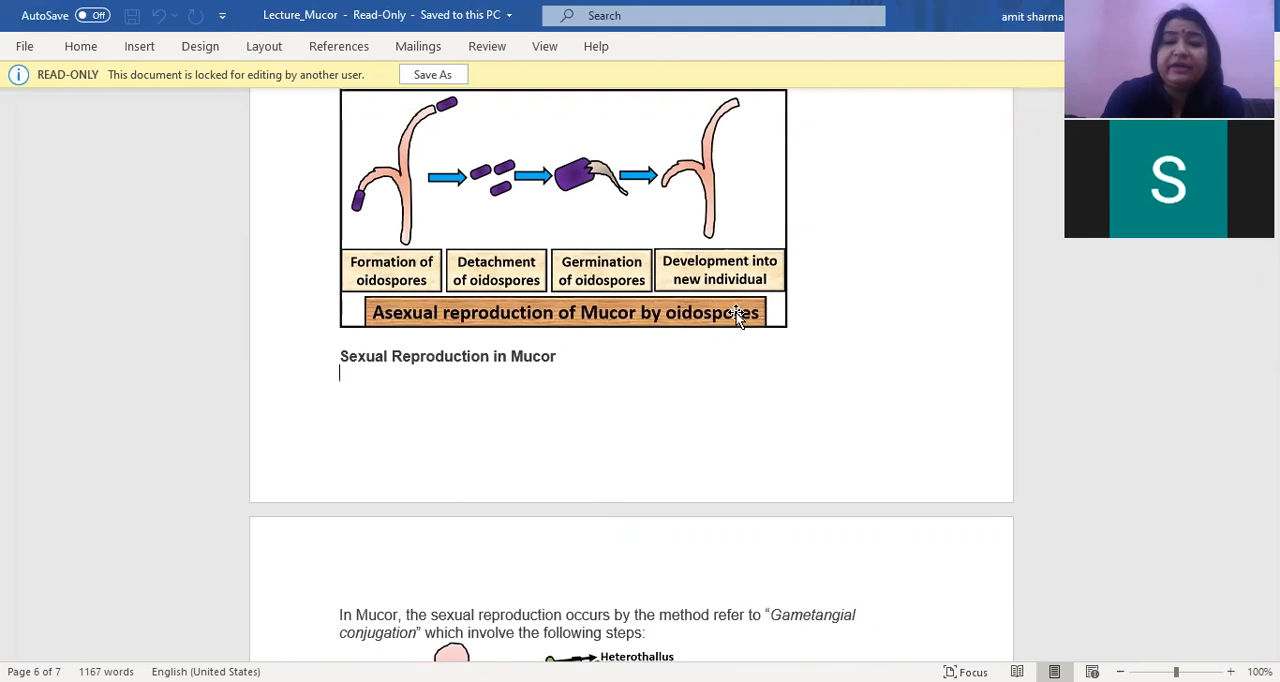 AutoSave Off Lecture_Mucor - Read-Only - Saved to this PC Search amit sharma
File Home Insert Design Layout References Mailings Review View Help
READ-ONLY This document is locked for editing by another user. Save As
Formation of oidospores
Detachment of oidospores
Germination of oidospores
Development into new individual
Asexual reproduction of Mucor by oidospores
Sexual Reproduction in Mucor
In Mucor, the sexual reproduction occurs by the method refer to “Gametangial
conjugation” which involve the following steps:
Heterothallus
S
Page 6 of 7 1167 words English (United States) Focus 100%